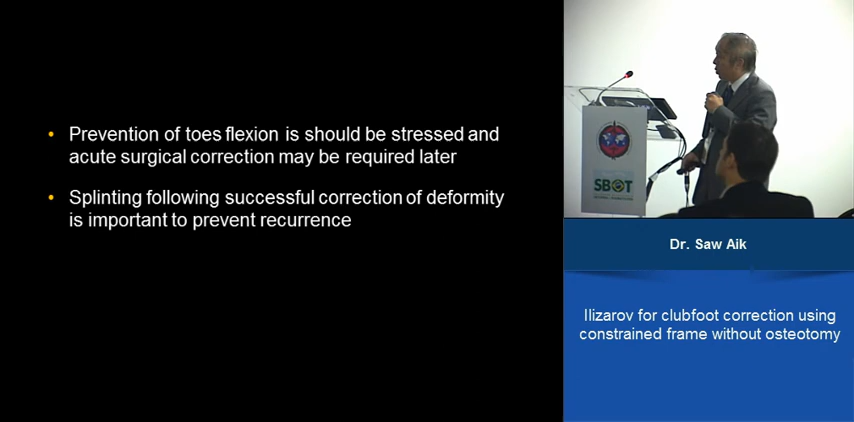 Prevention of toes flexion is should be stressed and
acute surgical correction may be required later
Splinting following successful correction of deformity
is important to prevent recurrence
SBOT
Dr. Saw Aik
Ilizarov for clubfoot correction using
constrained frame without osteotomy